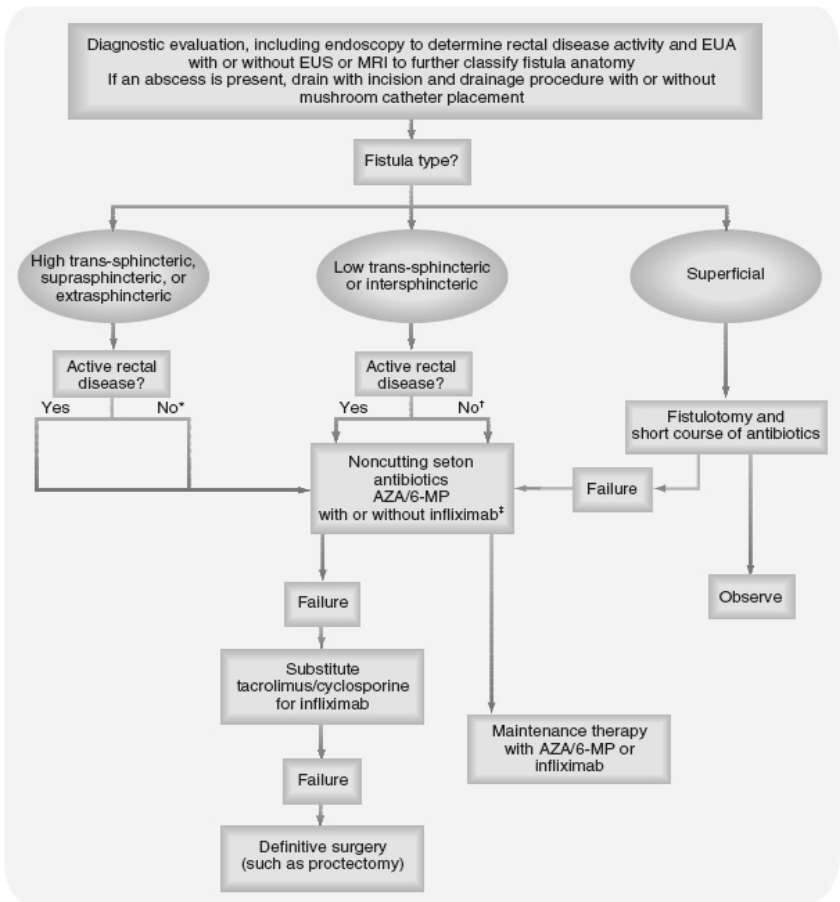 Diagnostic evaluation, including endoscopy to determine rectal disease activity and EUA
with or without EUS or MRI to further classify fistula anatomy
If an abscess is present, drain with incision and drainage procedure with or without
mushroom catheter placement
Fistula type?
High trans-sphincteric,
suprasphincteric, or
extrasphincteric
Low trans-sphincteric
or intersphincteric
Superficial
Active rectal
disease?
Active rectal
disease?
Yes
No*
Yes
No†
Fistulotomy and
short course of antibiotics
Noncutting seton
antibiotics
AZA/6-MP
with or without infliximab‡
Failure
Failure
Observe
Substitute
tacrolimus/cyclosporine
for infliximab
Maintenance therapy
with AZA/6-MP or
infliximab
Failure
Definitive surgery
(such as proctectomy)